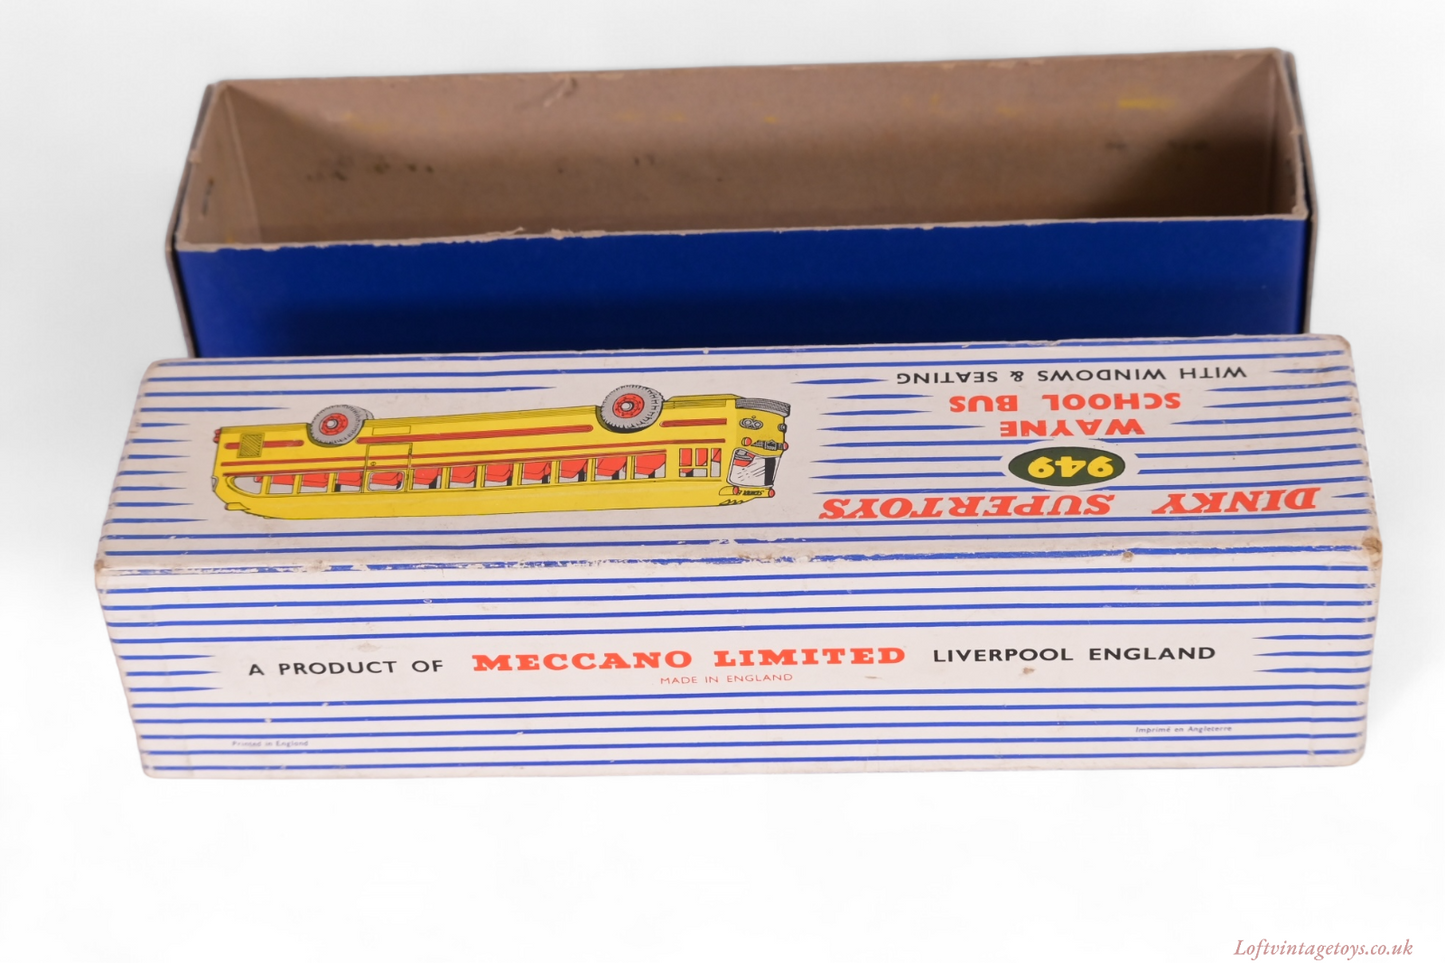 DINKY SUPERTOYS
949
WAYNE
SCHOOL BUS
WITH WINDOWS & SEATING
A PRODUCT OF MECCANO LIMITED LIVERPOOL ENGLAND
MADE IN ENGLAND
Printed in England
Imprimé en Angleterre
Loftvintagetoys.co.uk